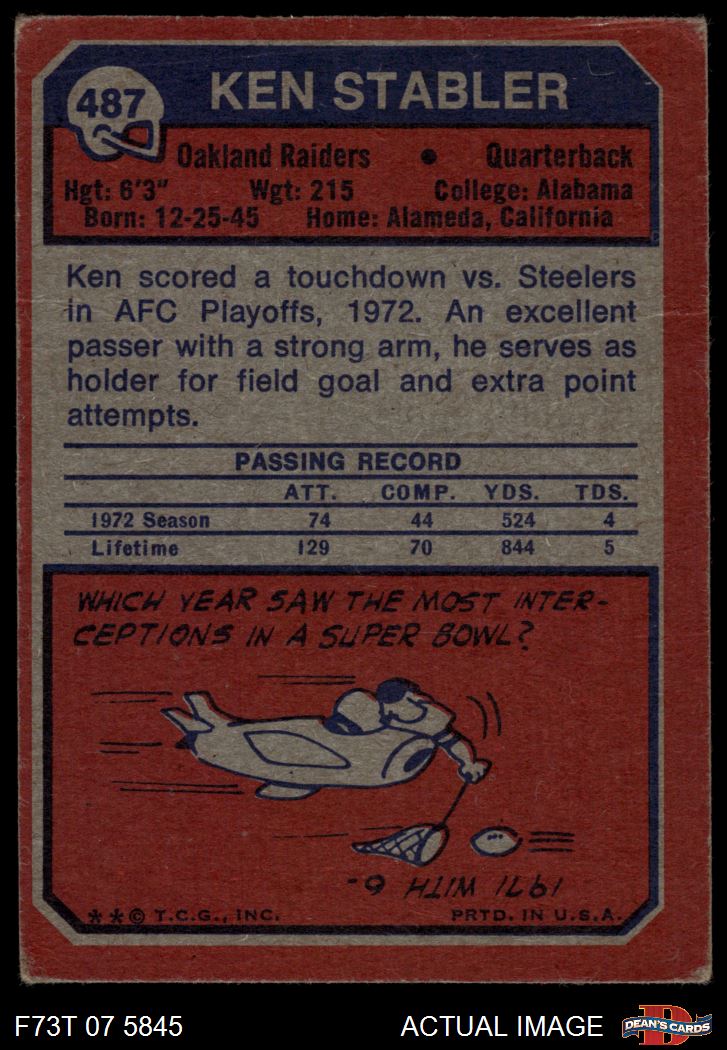 487
KEN STABLER
Oakland Raiders • Quarterback
Hgt: 6'3" Wgt: 215 College: Alabama
Born: 12-25-45 Home: Alameda, California
Ken scored a touchdown vs. Steelers
in AFC Playoffs, 1972. An excellent
passer with a strong arm, he serves as
holder for field goal and extra point
attempts.
PASSING RECORD
ATT. COMP. YDS. TDS.
1972 Season 74 44 524 4
Lifetime 129 70 844 5
WHICH YEAR SAW THE MOST INTER-
CEPTIONS IN A SUPER BOWL?
1971 WITH 9-
**© T.C.G., INC. PRTD. IN U.S.A.
F73T 07 5845 ACTUAL IMAGE
D
DEAN'S CARDS